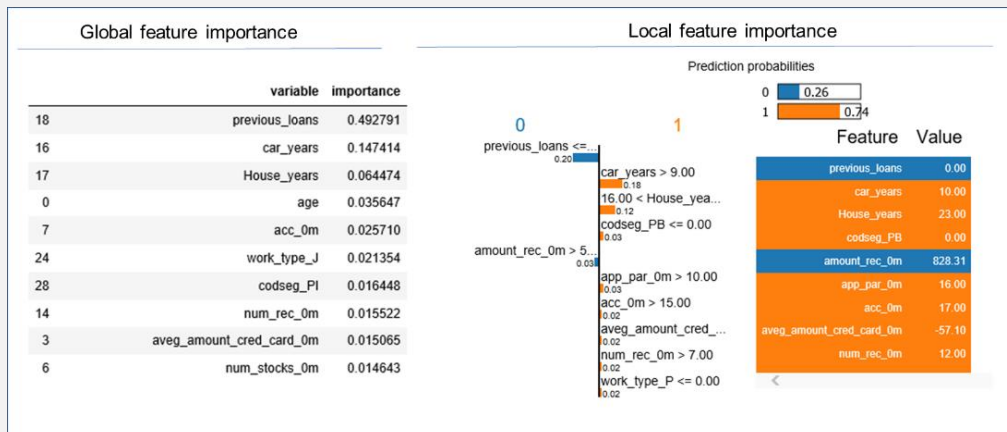 Global feature importance
variable importance
18 previous_loans 0.492791
16 car_years 0.147414
17 House_years 0.064474
0 age 0.035647
7 acc_0m 0.025710
24 work_type_J 0.021354
28 codseg_PI 0.016448
14 num_rec_0m 0.015522
3 aveg_amount_cred_card_0m 0.015065
6 num_stocks_0m 0.014643
Local feature importance
Prediction probabilities
0 0.26
1 0.74
0 1
previous_loans <=...
0.20
car_years > 9.00
0.18
16.00 < House_yea...
0.12
codseg_PB <= 0.00
0.03
amount_rec_0m > 5...
0.03
app_par_0m > 10.00
0.03
acc_0m > 15.00
0.02
aveg_amount_cred_...
0.02
num_rec_0m > 7.00
0.02
work_type_P <= 0.00
0.02
Feature Value
previous_loans 0.00
car_years 10.00
House_years 23.00
codseg_PB 0.00
amount_rec_0m 828.31
app_par_0m 16.00
acc_0m 17.00
aveg_amount_cred_card_0m -57.10
num_rec_0m 12.00